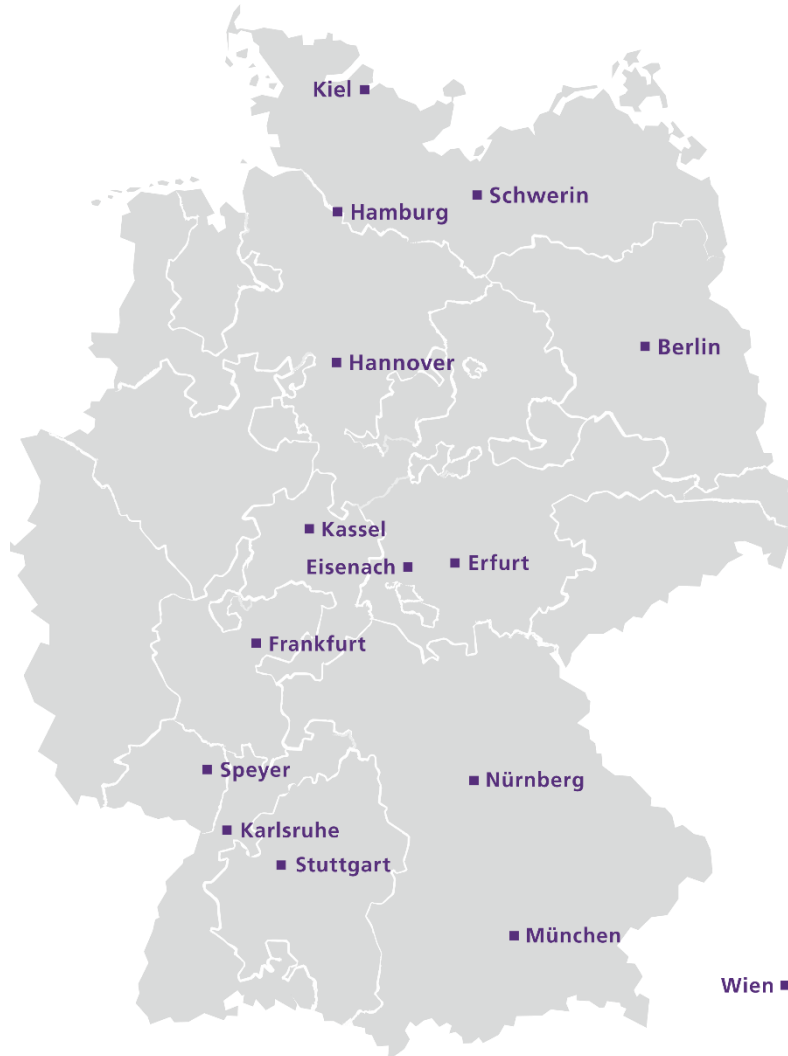 Kiel
Schwerin
Hamburg
Berlin
Hannover
Kassel
Eisenach
Erfurt
Frankfurt
Speyer
Nürnberg
Karlsruhe
Stuttgart
München
Wien